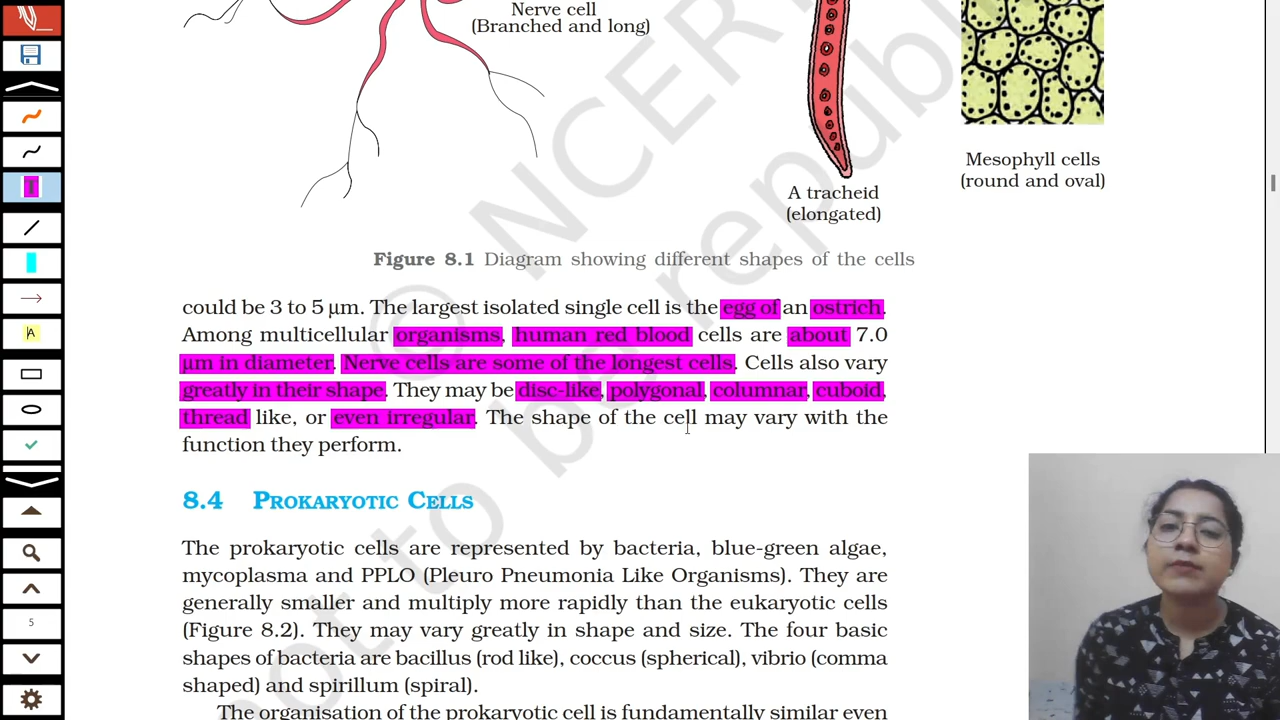 Nerve cell
(Branched and long)
A tracheid
(elongated)
Mesophyll cells
(round and oval)
Figure 8.1 Diagram showing different shapes of the cells
could be 3 to 5 µm. The largest isolated single cell is the egg of an ostrich.
Among multicellular organisms, human red blood cells are about 7.0
µm in diameter. Nerve cells are some of the longest cells. Cells also vary
greatly in their shape. They may be disc-like, polygonal, columnar, cuboid,
thread like, or even irregular. The shape of the cell may vary with the
function they perform.
8.4 PROKARYOTIC CELLS
The prokaryotic cells are represented by bacteria, blue-green algae,
mycoplasma and PPLO (Pleuro Pneumonia Like Organisms). They are
generally smaller and multiply more rapidly than the eukaryotic cells
(Figure 8.2). They may vary greatly in shape and size. The four basic
shapes of bacteria are bacillus (rod like), coccus (spherical), vibrio (comma
shaped) and spirillum (spiral).
The organisation of the prokaryotic cell is fundamentally similar even
© NCER
not to be republ
T
A
5